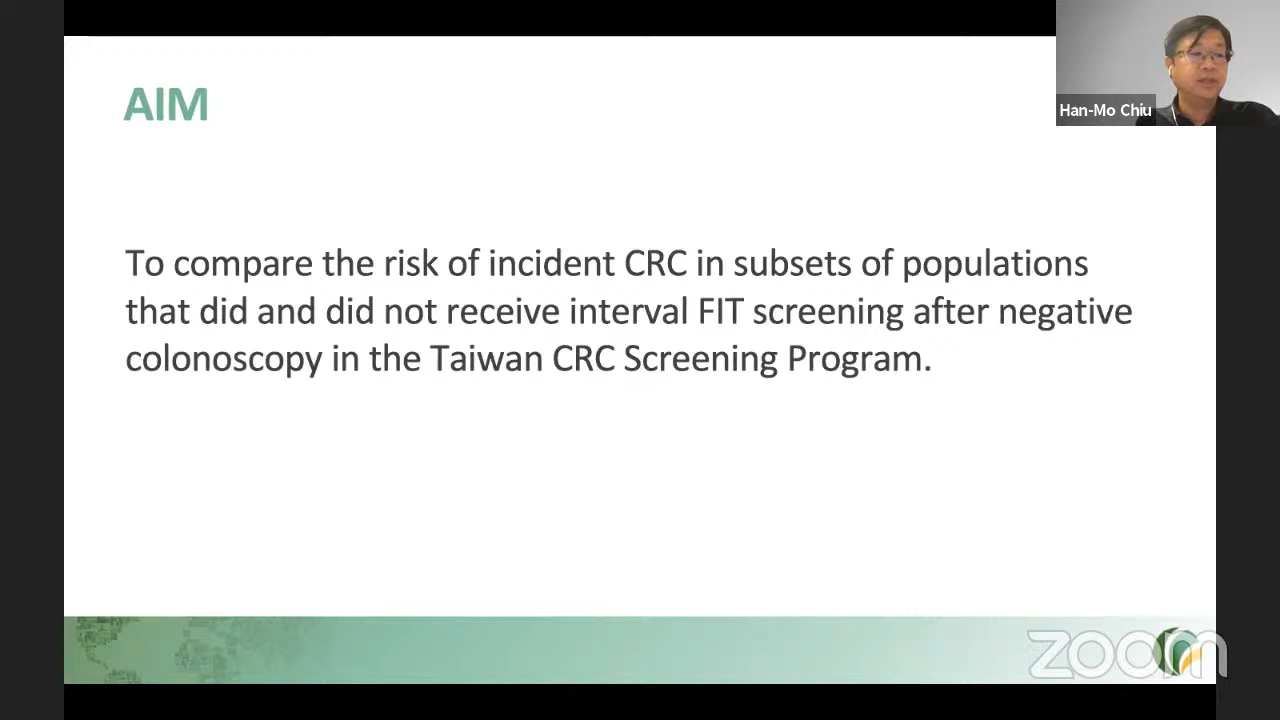 AIM
Han-Mo Chiu
To compare the risk of incident CRC in subsets of populations
that did and did not receive interval FIT screening after negative
colonoscopy in the Taiwan CRC Screening Program.
zoom